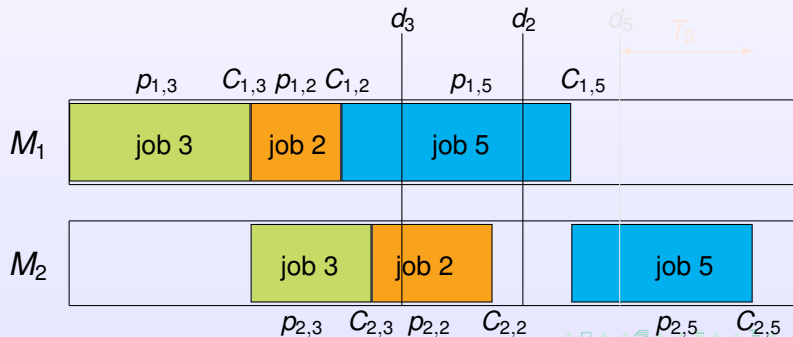 d3 d2 d5 T5
p1,3 C1,3 p1,2 C1,2 p1,5 C1,5
M1 job 3 job 2 job 5
M2 job 3 job 2 job 5
p2,3 C2,3 p2,2 C2,2 p2,5 C2,5